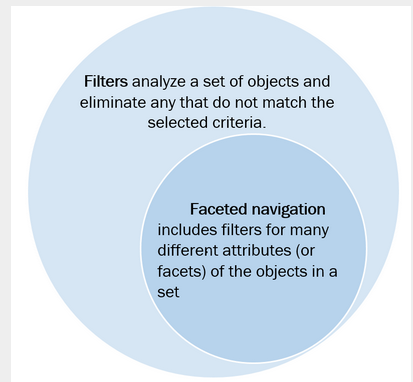 Filters analyze a set of objects and
eliminate any that do not match the
selected criteria.
Faceted navigation
includes filters for many
different attributes (or
facets) of the objects in a
set